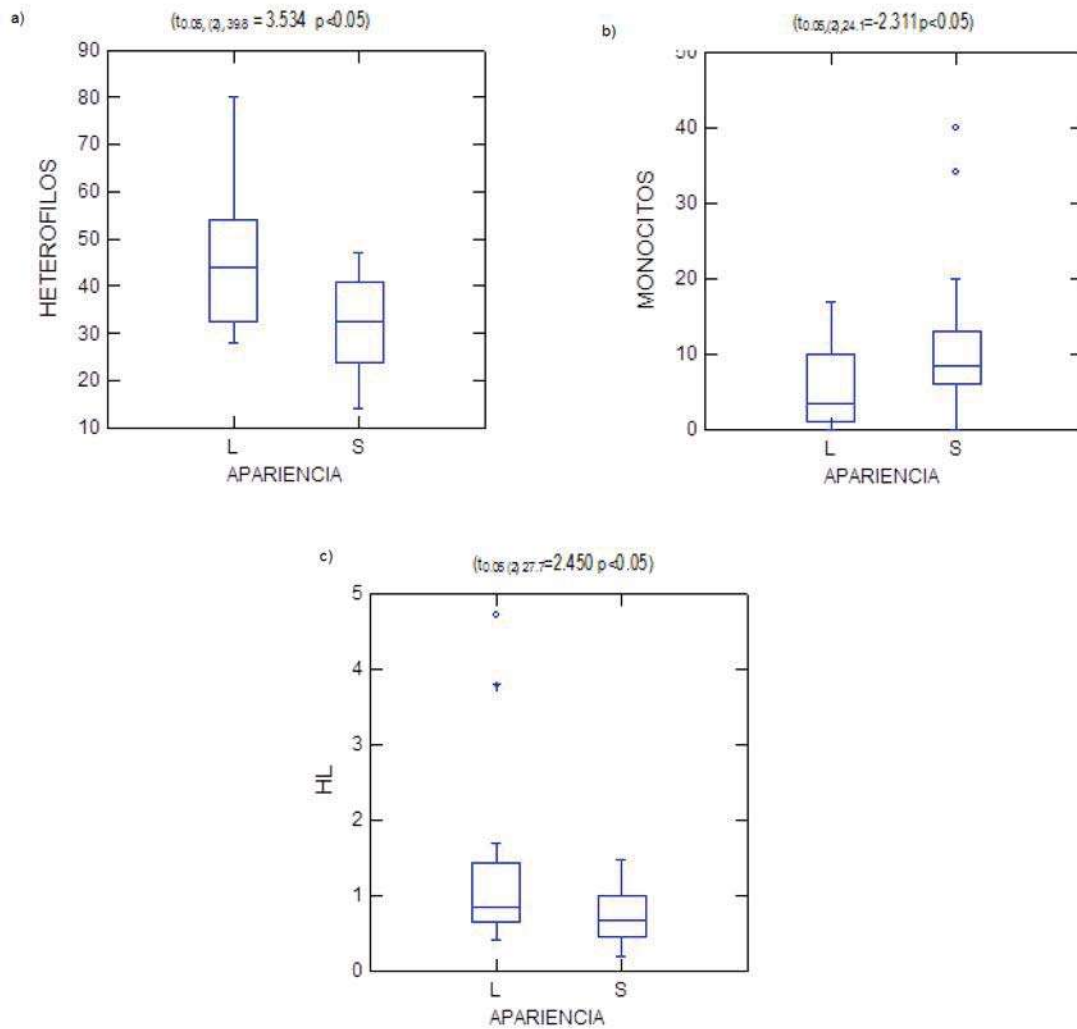 a)
(t0.05, (2), 39.8 = 3.534 p<0.05)
90
80
70
60
50
40
30
20
10
HETEROFILOS
L S
APARIENCIA
b)
(t0.05,(2),24.1=-2.311p<0.05)
50
40
30
20
10
0
MONOCITOS
L S
APARIENCIA
c)
(t0.05 (2) 27.7=2.450 p<0.05)
5
4
3
2
1
0
HL
L S
APARIENCIA